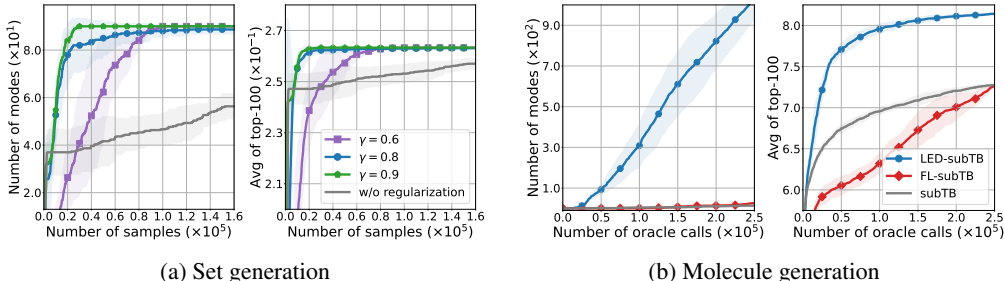 Number of modes (×10¹)
8.0
6.0
4.0
2.0
0.0 0.2 0.4 0.6 0.8 1.0 1.2 1.4 1.6
Number of samples (×10⁵)
Avg of top-100 (×10⁻¹)
2.7
2.5
2.3
2.1
γ = 0.6
γ = 0.8
γ = 0.9
w/o regularization
0.0 0.2 0.4 0.6 0.8 1.0 1.2 1.4 1.6
Number of samples (×10⁵)
(a) Set generation
Number of modes (×10²)
9.0
7.0
5.0
3.0
1.0
0.0 0.5 1.0 1.5 2.0 2.5
Number of oracle calls (×10⁵)
Avg of top-100
8.0
7.5
7.0
6.5
6.0
LED-subTB
FL-subTB
subTB
0.0 0.5 1.0 1.5 2.0 2.5
Number of oracle calls (×10⁵)
(b) Molecule generation